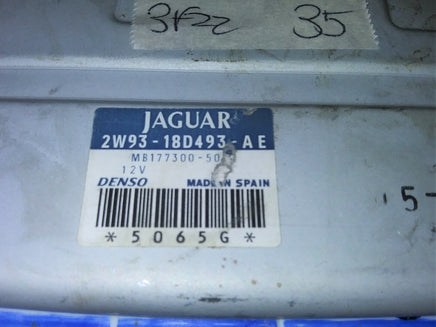 3F22 35
JAGUAR
2W93-18D493-AE
MB177300-50
12V
DENSO MADE IN SPAIN
*5065G*
5-